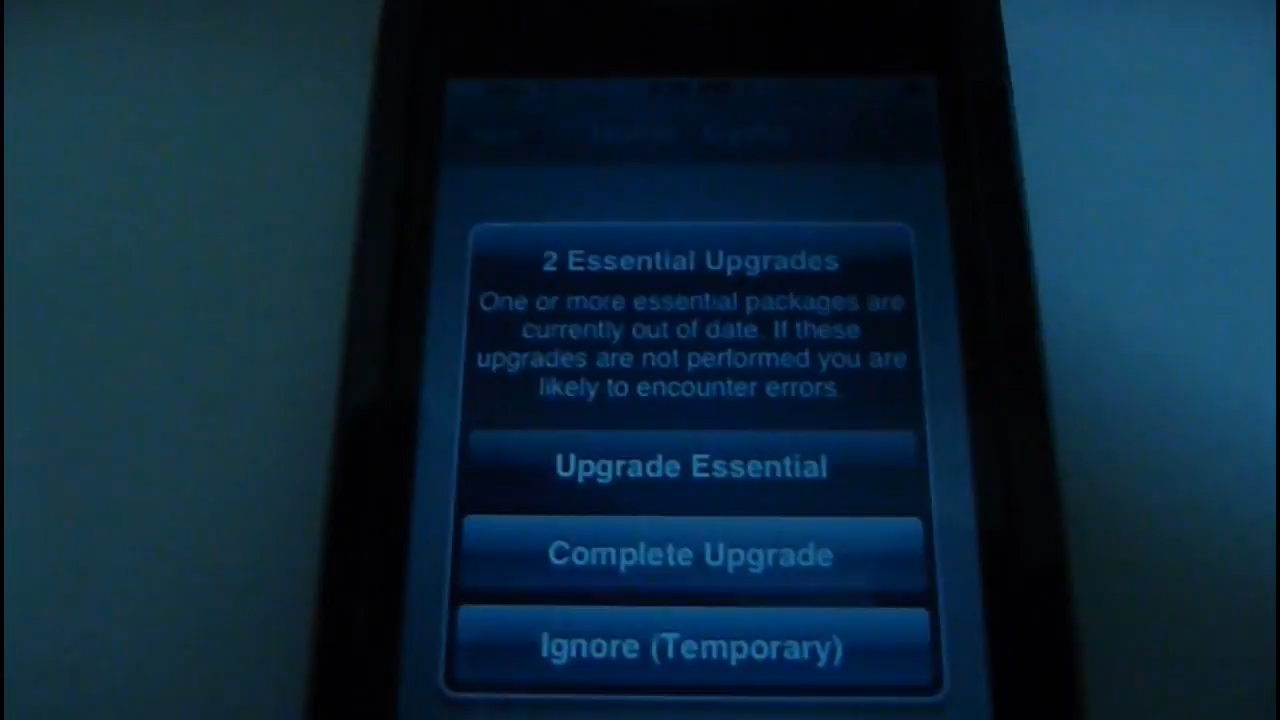 2 Essential Upgrades
One or more essential packages are
currently out of date. If these
upgrades are not performed you are
likely to encounter errors.
Upgrade Essential
Complete Upgrade
Ignore (Temporary)